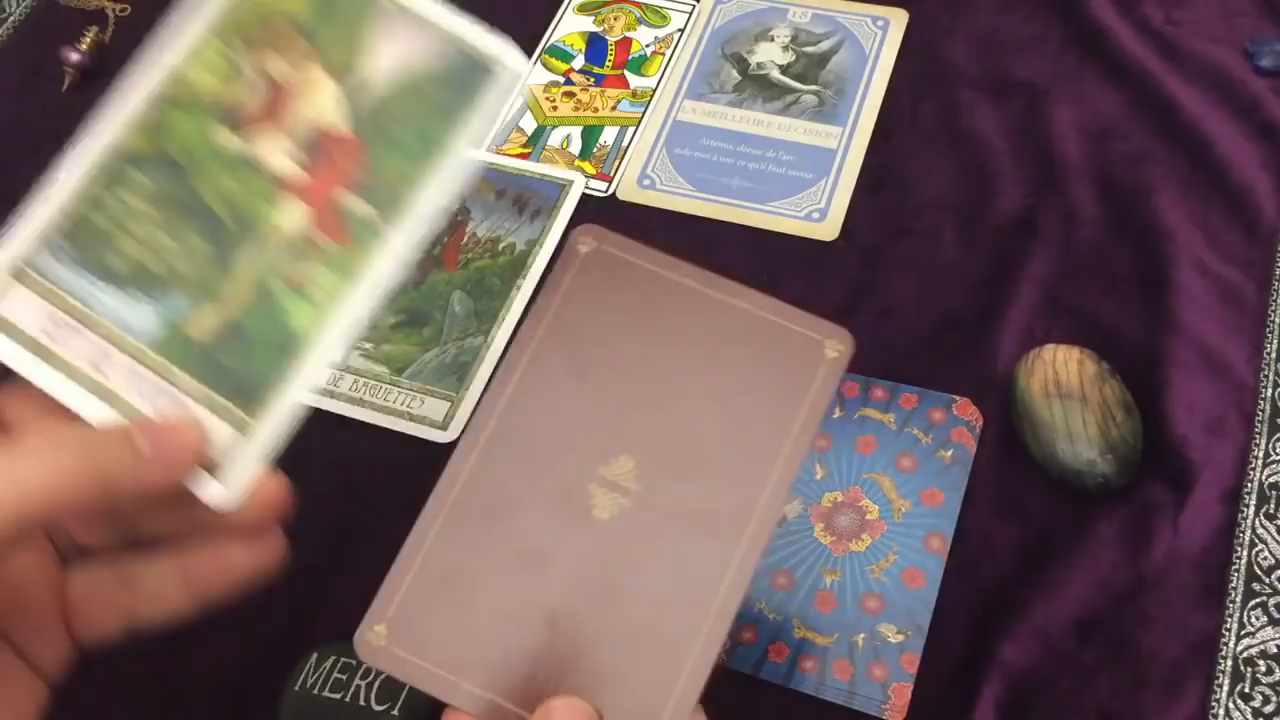 18
LA MEILLEURE DÉCISION
Artémis, déesse de l'arc,
aide-moi à voir ce qu'il faut savoir
DE BAGUETTES
MERCI